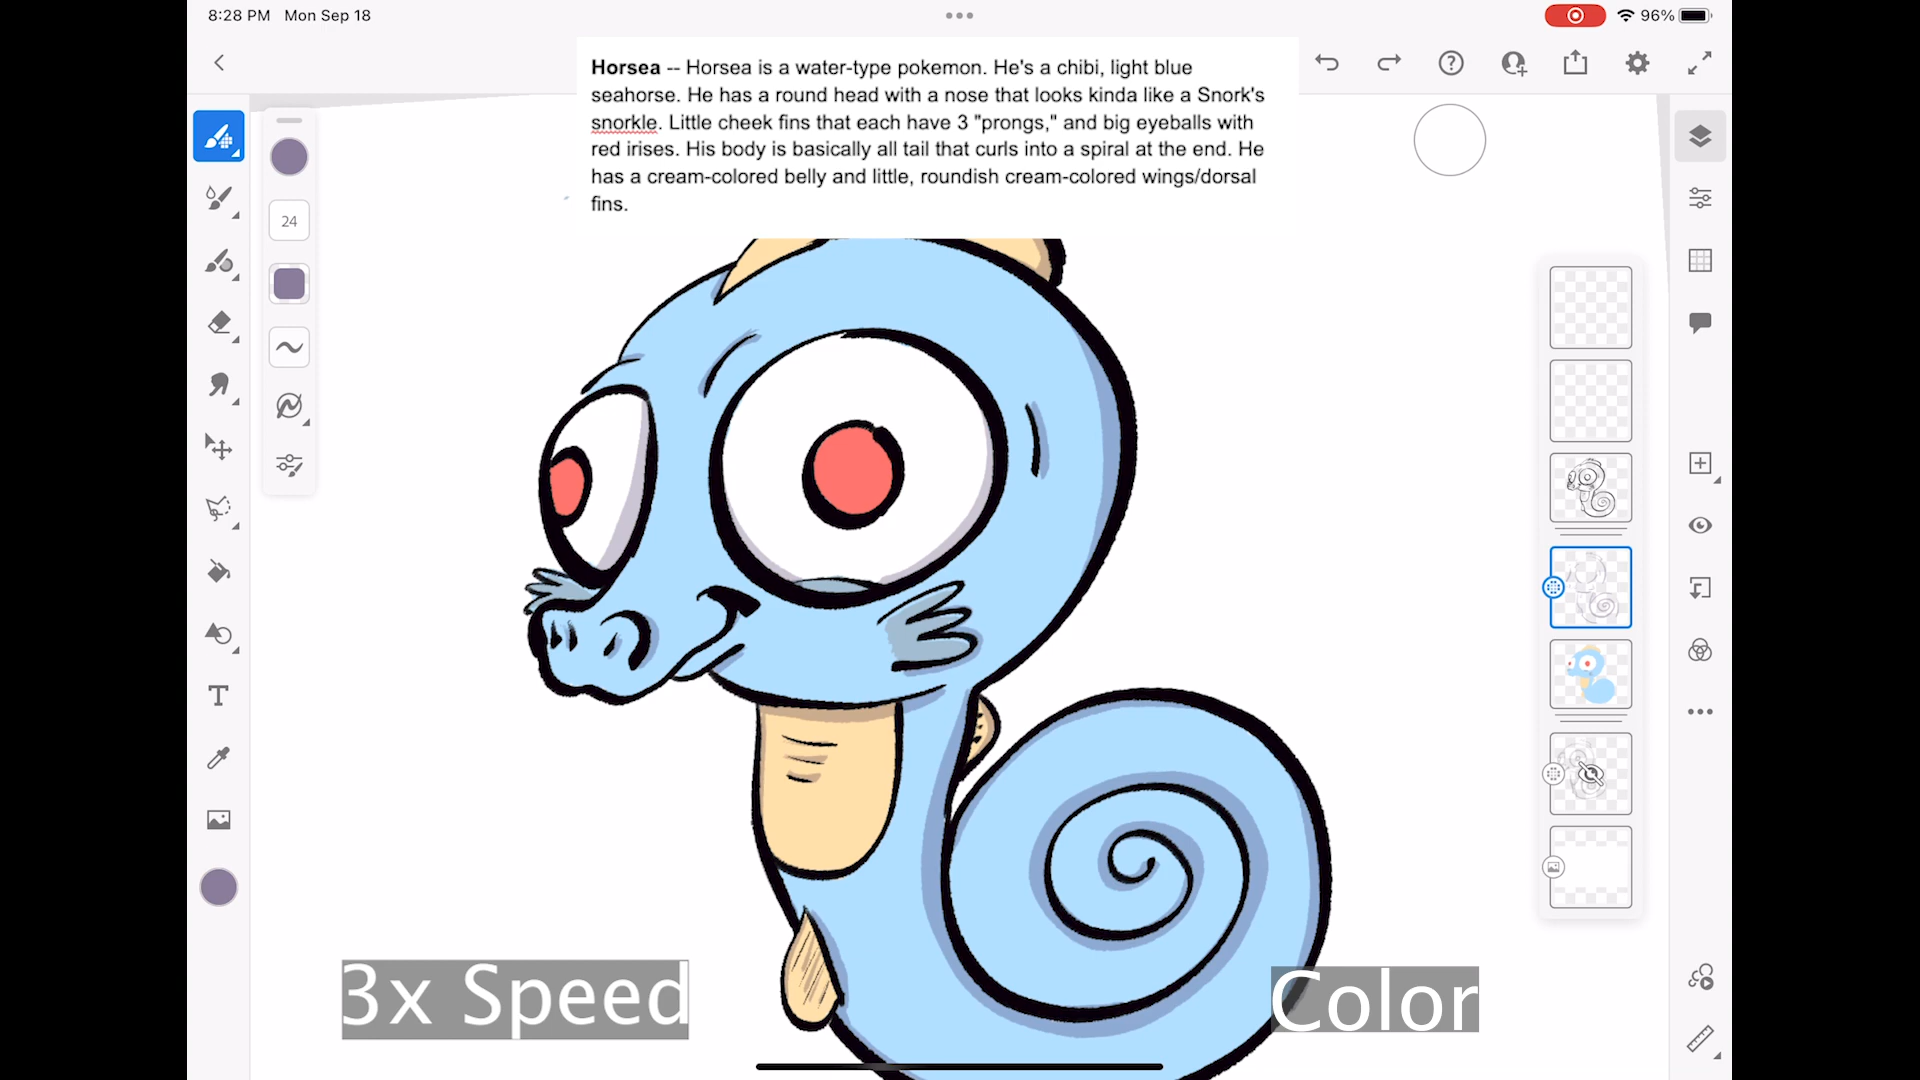 8:28 PM Mon Sep 18
96%
Horsea -- Horsea is a water-type pokemon. He's a chibi, light blue
seahorse. He has a round head with a nose that looks kinda like a Snork's
snorkle. Little cheek fins that each have 3 "prongs," and big eyeballs with
red irises. His body is basically all tail that curls into a spiral at the end. He
has a cream-colored belly and little, roundish cream-colored wings/dorsal
fins.
24
T
3x Speed
Color